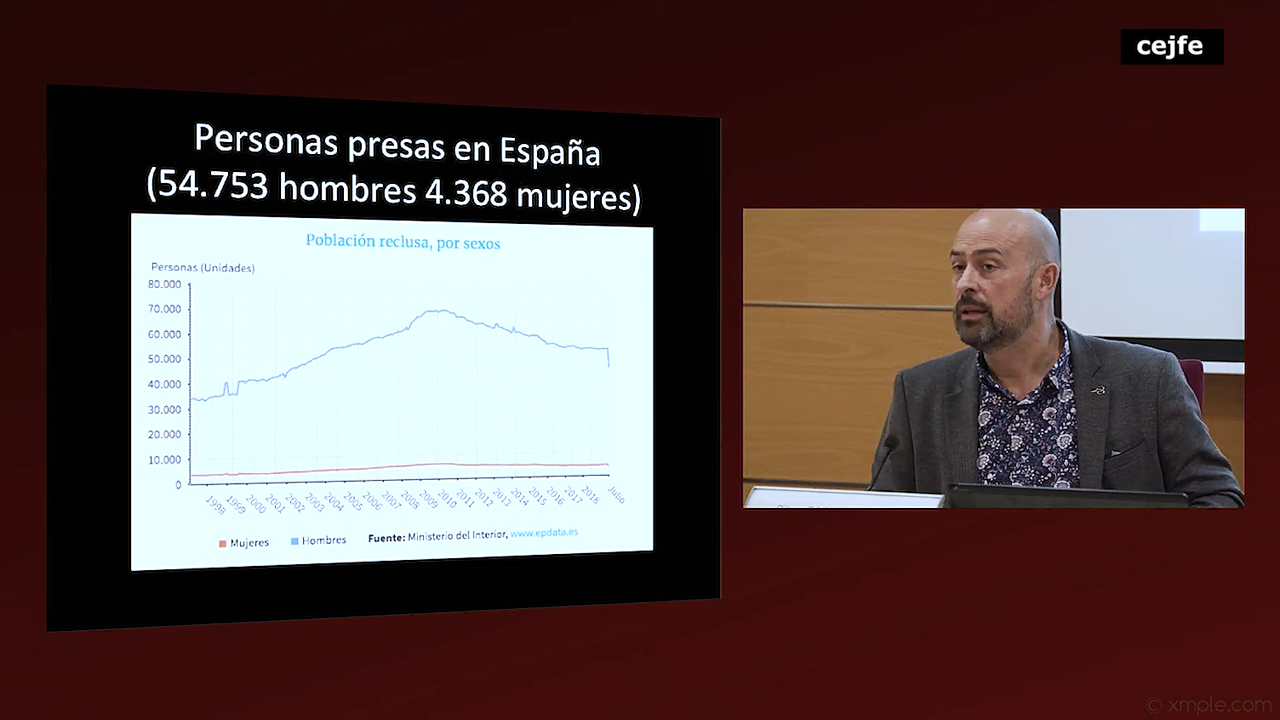 cejfe
Personas presas en España
(54.753 hombres 4.368 mujeres)
Población reclusa, por sexos
Personas (Unidades)
80.000
70.000
60.000
50.000
40.000
30.000
20.000
10.000
0
1998 1999 2000 2001 2002 2003 2004 2005 2006 2007 2008 2009 2010 2011 2012 2013 2014 2015 2016 2017 2018 Julio
Mujeres Hombres Fuente: Ministerio del Interior, www.epdata.es
© xmple.com